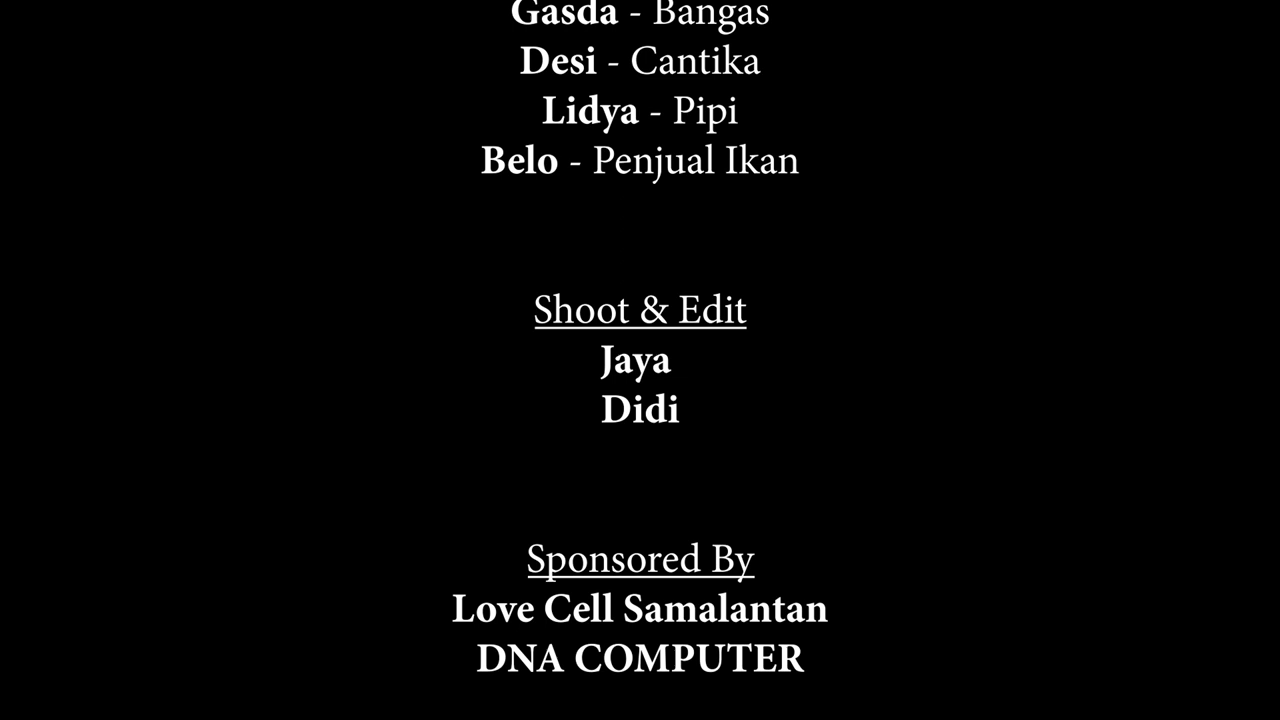 Gasda - Bangas
Desi - Cantika
Lidya - Pipi
Belo - Penjual Ikan
Shoot & Edit
Jaya
Didi
Sponsored By
Love Cell Samalantan
DNA COMPUTER